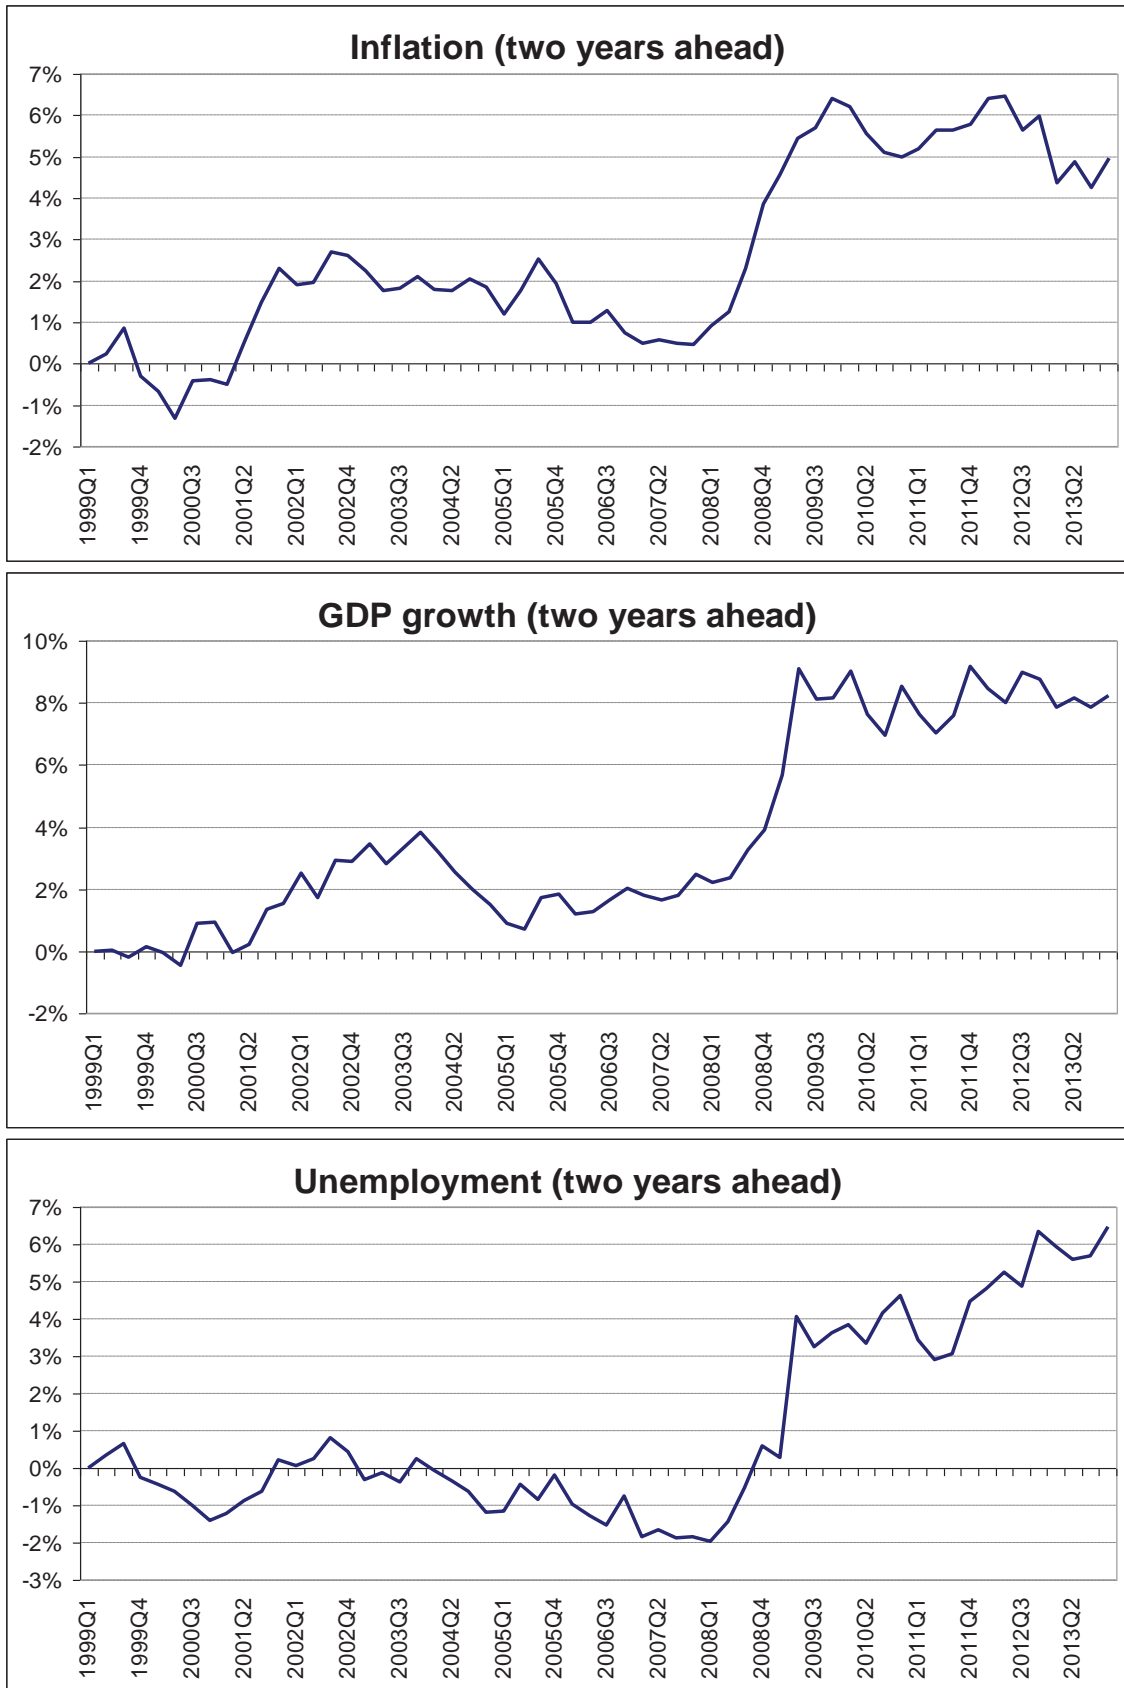 Inflation (two years ahead)
7%
6%
5%
4%
3%
2%
1%
0%
-1%
-2%
1999Q1
1999Q4
2000Q3
2001Q2
2002Q1
2002Q4
2003Q3
2004Q2
2005Q1
2005Q4
2006Q3
2007Q2
2008Q1
2008Q4
2009Q3
2010Q2
2011Q1
2011Q4
2012Q3
2013Q2
GDP growth (two years ahead)
10%
8%
6%
4%
2%
0%
-2%
1999Q1
1999Q4
2000Q3
2001Q2
2002Q1
2002Q4
2003Q3
2004Q2
2005Q1
2005Q4
2006Q3
2007Q2
2008Q1
2008Q4
2009Q3
2010Q2
2011Q1
2011Q4
2012Q3
2013Q2
Unemployment (two years ahead)
7%
6%
5%
4%
3%
2%
1%
0%
-1%
-2%
-3%
1999Q1
1999Q4
2000Q3
2001Q2
2002Q1
2002Q4
2003Q3
2004Q2
2005Q1
2005Q4
2006Q3
2007Q2
2008Q1
2008Q4
2009Q3
2010Q2
2011Q1
2011Q4
2012Q3
2013Q2